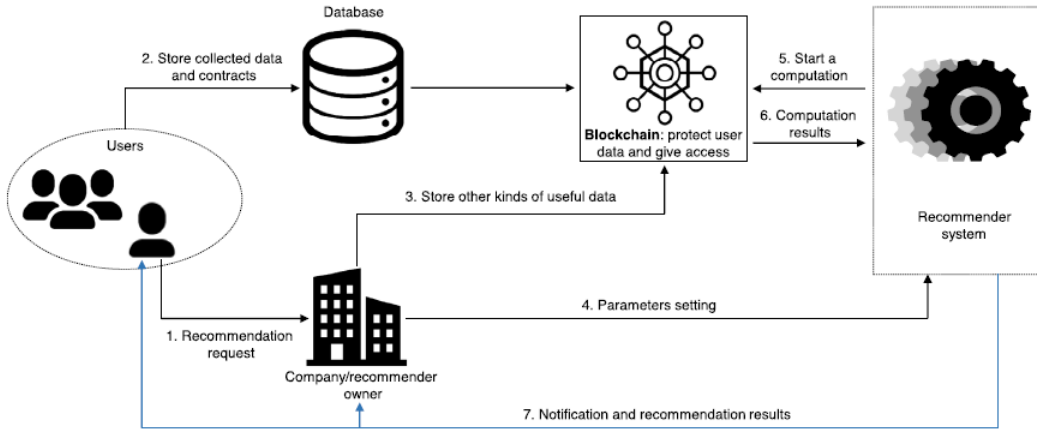 Database
2. Store collected data
and contracts
5. Start a
computation
6. Computation
results
Blockchain: protect user
data and give access
Users
3. Store other kinds of useful data
Recommender
system
4. Parameters setting
1. Recommendation
request
Company/recommender
owner
7. Notification and recommendation results